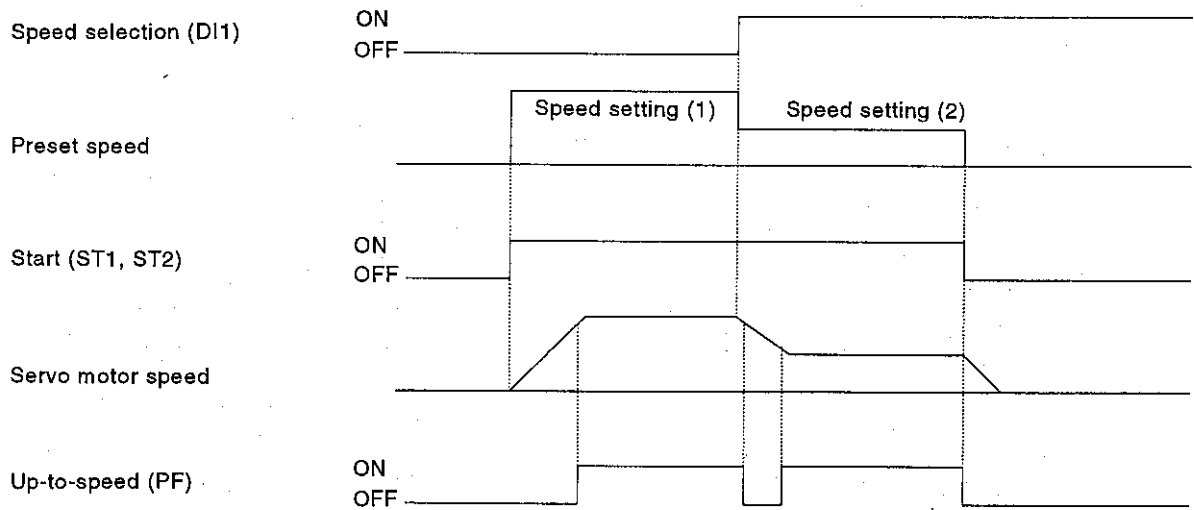 Speed selection (DI1)
ON
OFF
Speed setting (1)
Speed setting (2)
Preset speed
Start (ST1, ST2)
ON
OFF
Servo motor speed
Up-to-speed (PF)
ON
OFF